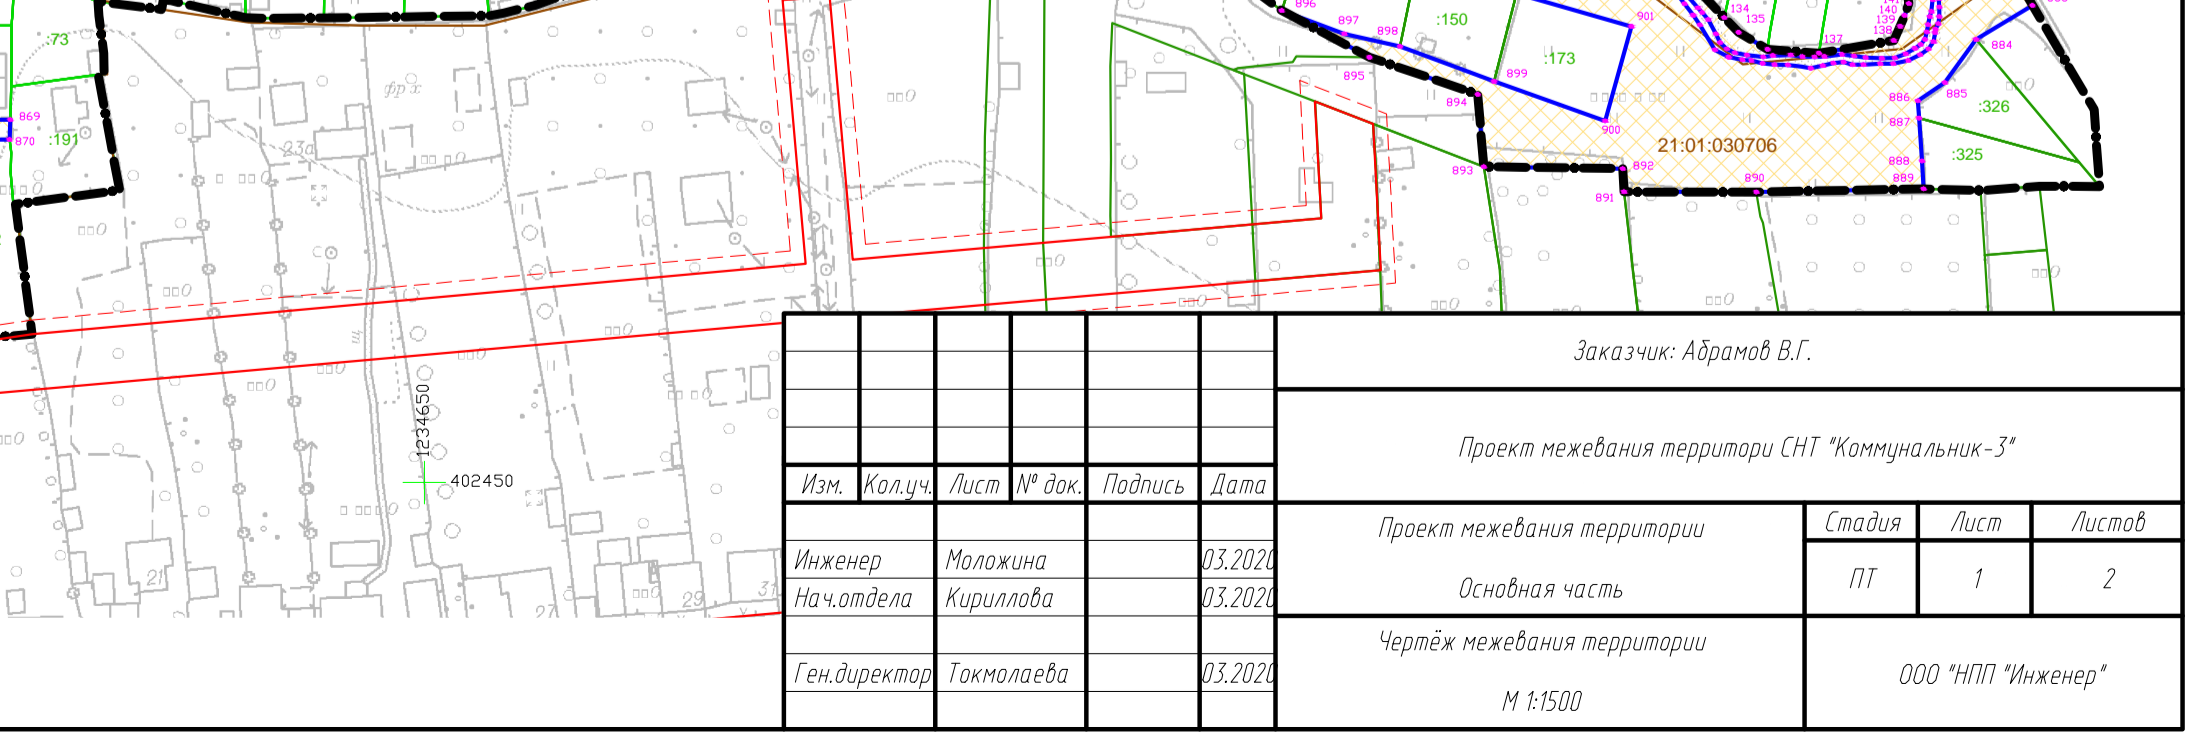 896
897
898
:150
901
134
135
141
140
139
138
137
884
:73
895
899
:173
фрх
894
885
886
:326
869
870
:191
887
900
23а
21:01:030706
892
893
888
:325
890
889
891
1234650
402450
21
27
29
31
Заказчик: Абрамов В.Г.
Проект межевания территори СНТ "Коммунальник-3"
Изм. Кол.уч. Лист № док. Подпись Дата
Проект межевания территории
Стадия Лист Листов
Инженер Моложина 03.2020
Основная часть
ПТ 1 2
Нач.отдела Кириллова 03.2020
Чертёж межевания территории
Ген.директор Токмолаева 03.2020
ООО "НПП "Инженер"
М 1:1500